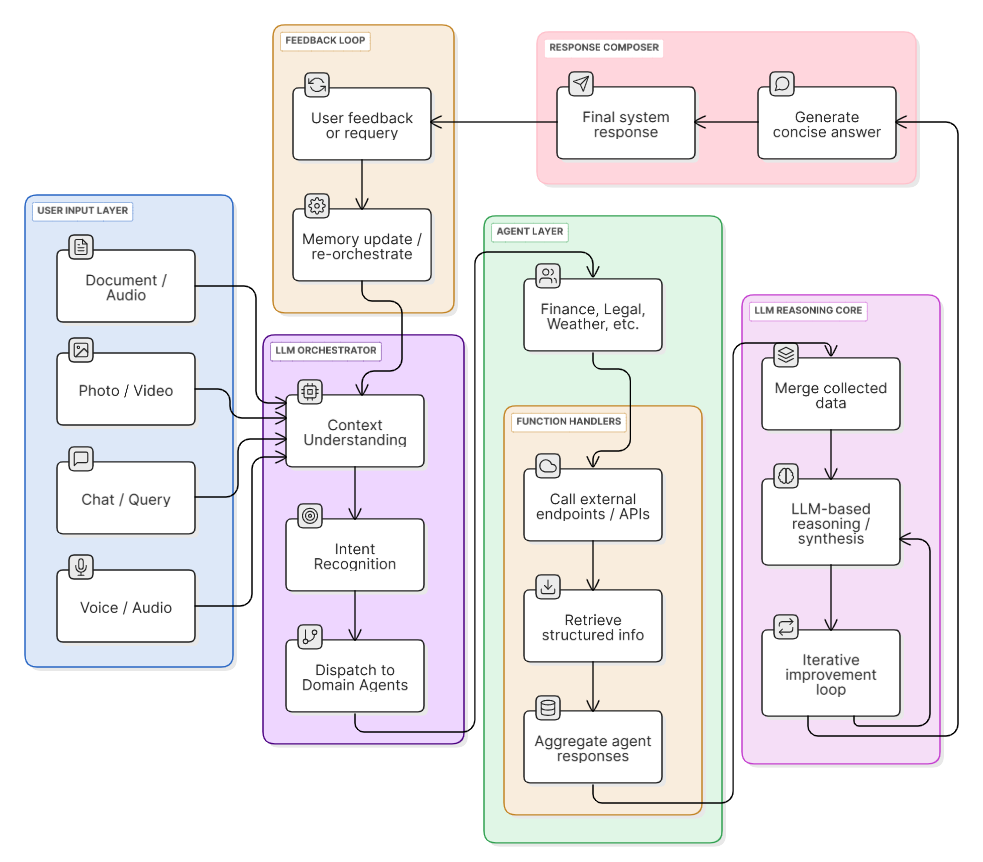 FEEDBACK LOOP
User feedback
or requery
Memory update /
re-orchestrate
RESPONSE COMPOSER
Final system
response
Generate
concise answer
USER INPUT LAYER
Document /
Audio
Photo / Video
Chat / Query
Voice / Audio
LLM ORCHESTRATOR
Context
Understanding
Intent
Recognition
Dispatch to
Domain Agents
AGENT LAYER
Finance, Legal,
Weather, etc.
FUNCTION HANDLERS
Call external
endpoints / APIs
Retrieve
structured info
Aggregate agent
responses
LLM REASONING CORE
Merge collected
data
LLM-based
reasoning /
synthesis
Iterative
improvement
loop